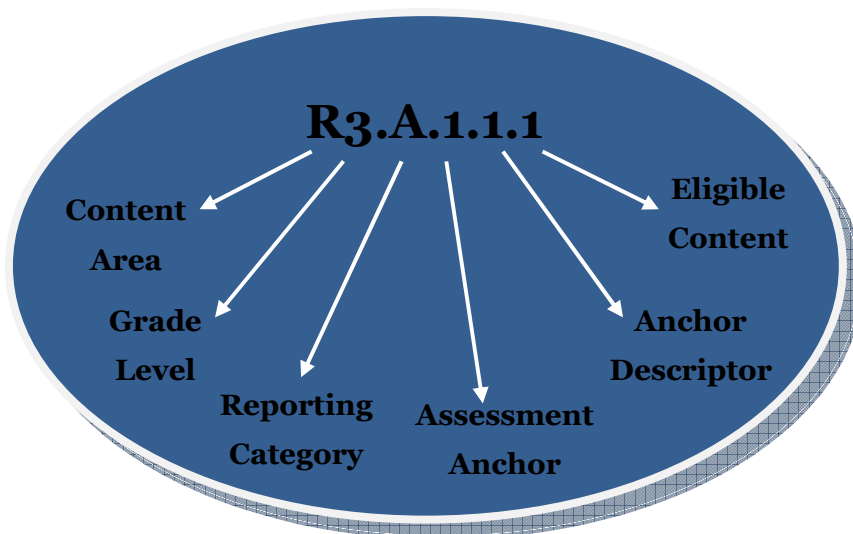 R3.A.1.1.1
Content
Area
Grade
Level
Reporting
Category
Assessment
Anchor
Anchor
Descriptor
Eligible
Content